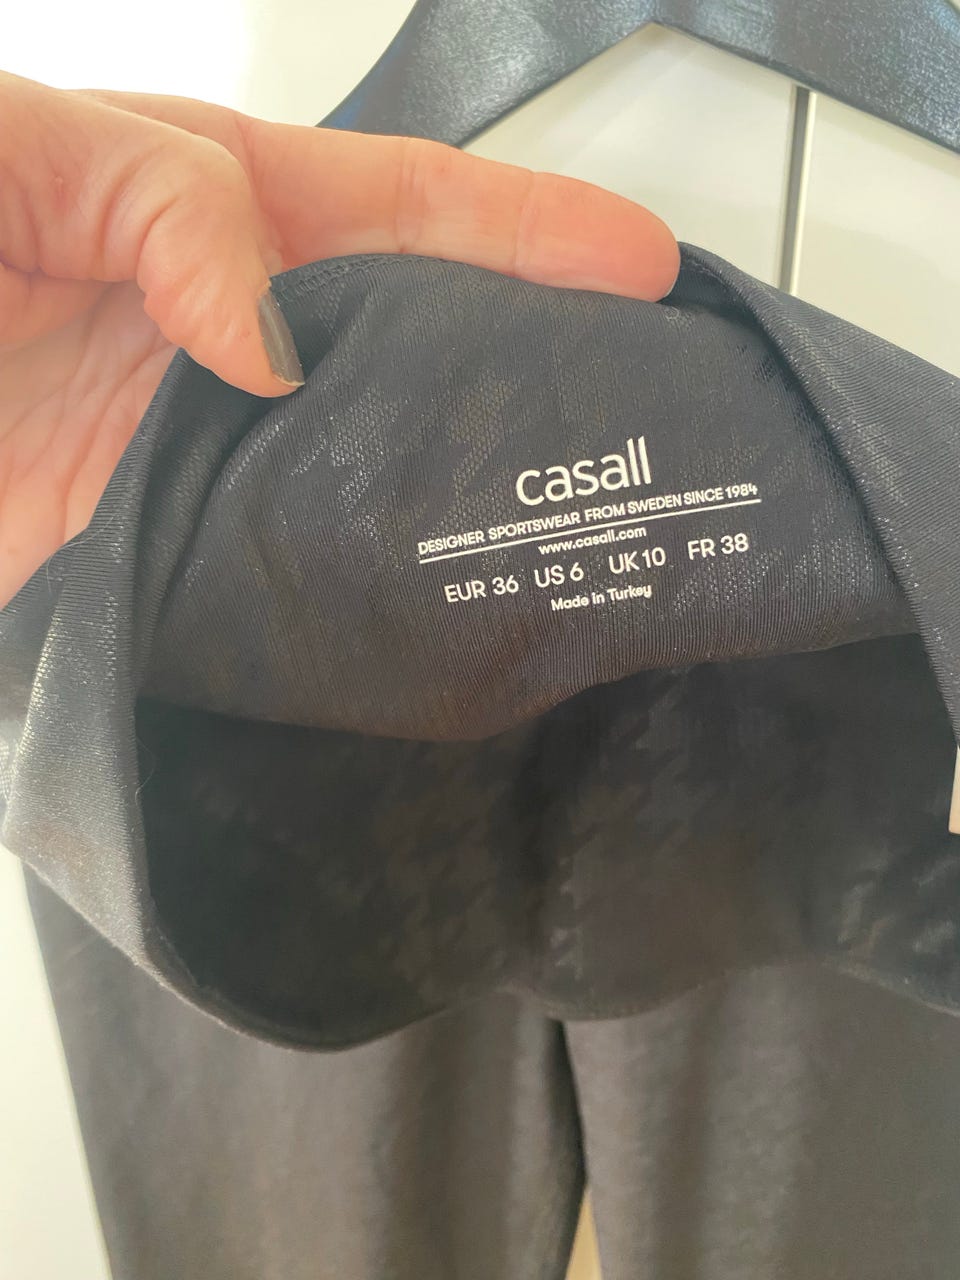 casall
DESIGNER SPORTSWEAR FROM SWEDEN SINCE 1984
www.casall.com
EUR 36 US 6 UK 10 FR 38
Made in Turkey